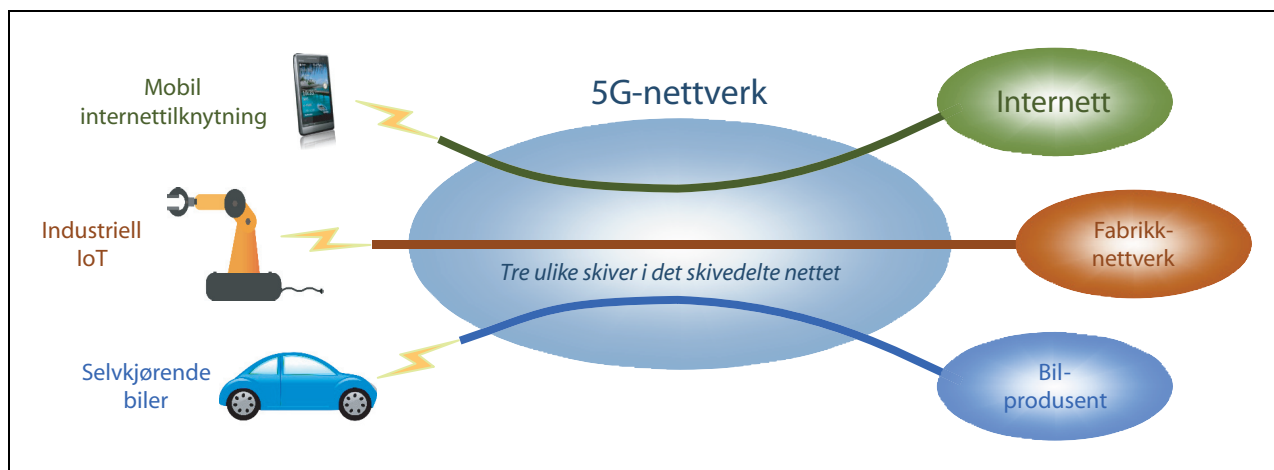 Mobil
internettilknytning
5G-nettverk
Internett
Industriell
IoT
Fabrikk-
nettverk
Tre ulike skiver i det skivedelte nettet
Selvkjørende
biler
Bil-
produsent